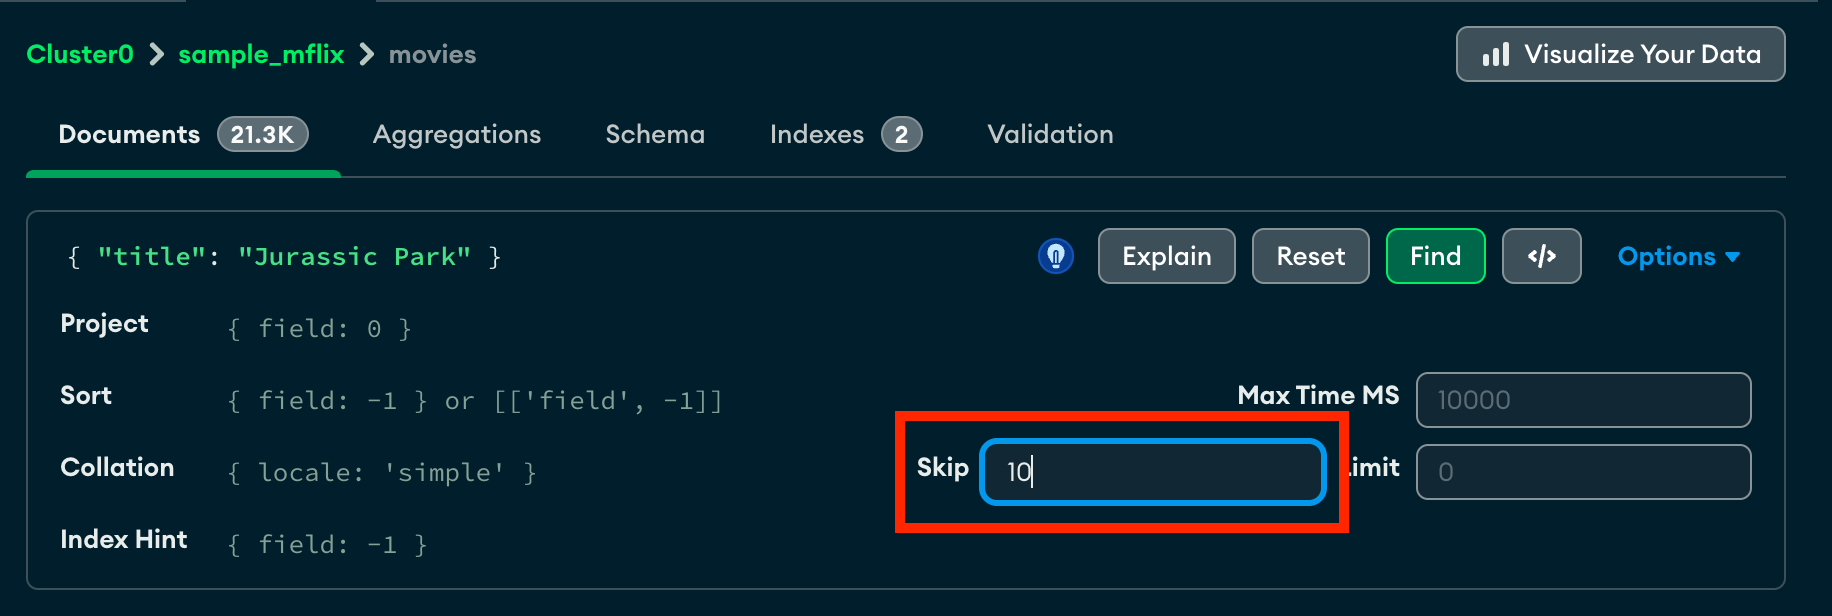 Cluster0 > sample_mflix > movies
Visualize Your Data
Documents 21.3K Aggregations Schema Indexes 2 Validation
{ "title": "Jurassic Park" }
Explain Reset Find </> Options
Project { field: 0 }
Sort { field: -1 } or [['field', -1]]
Max Time MS 10000
Collation { locale: 'simple' }
Skip 10
imit 0
Index Hint { field: -1 }